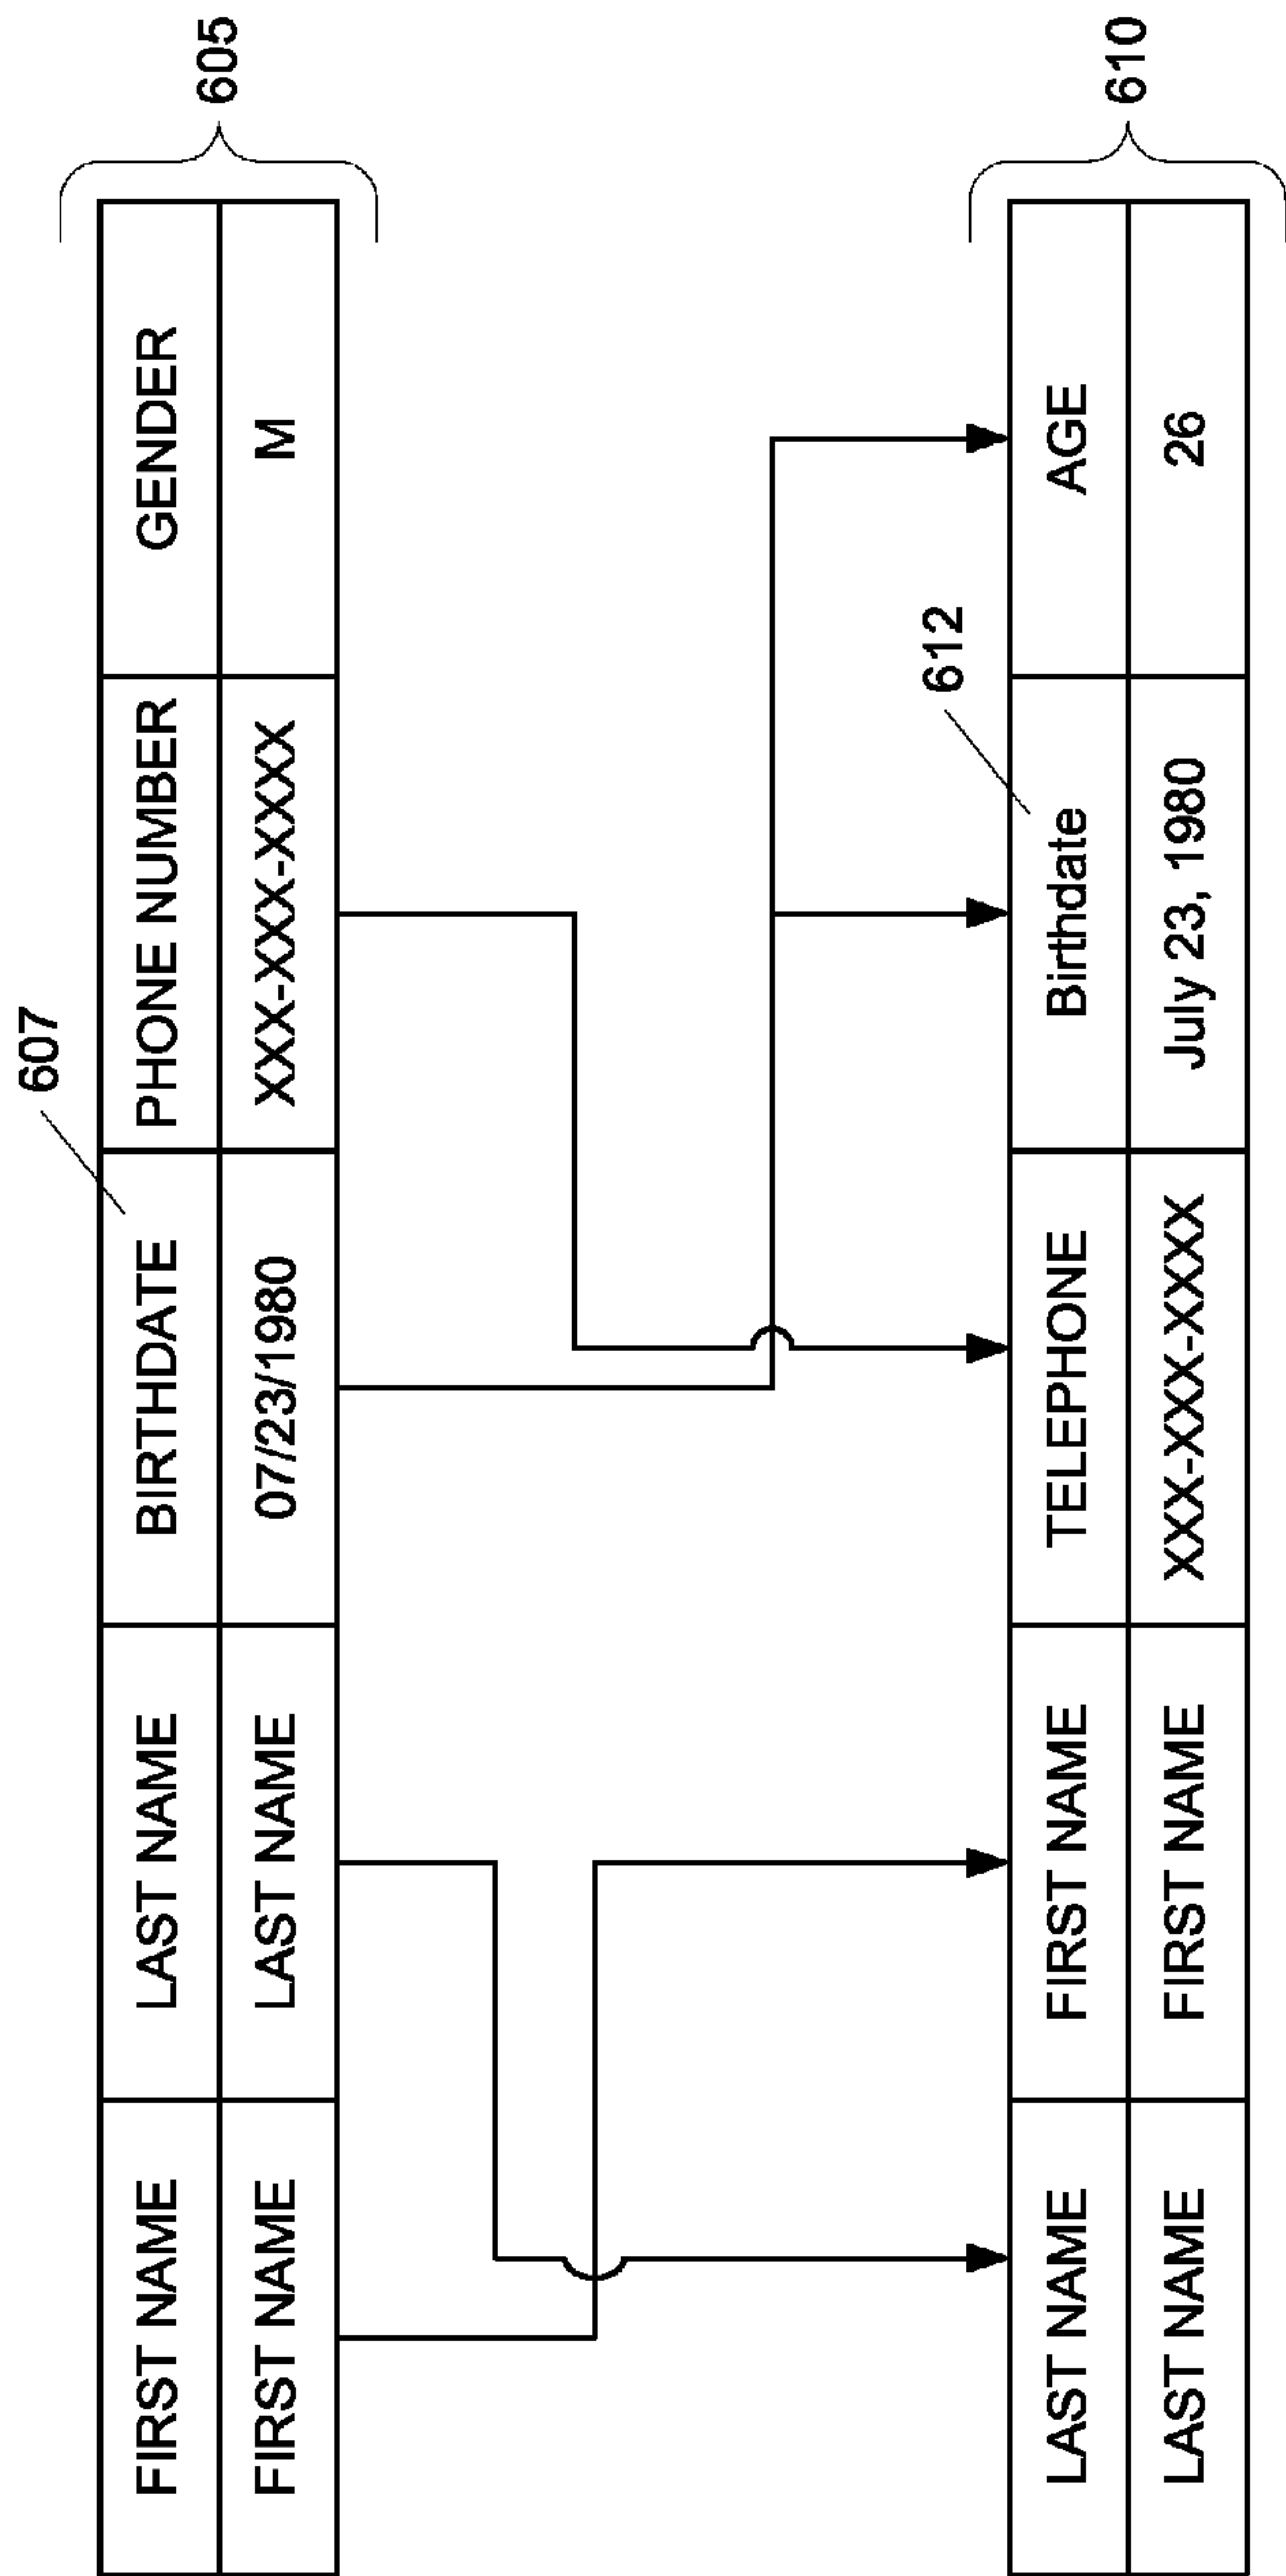 607
FIRST NAME LAST NAME BIRTHDATE PHONE NUMBER GENDER
FIRST NAME LAST NAME 07/23/1980 XXX-XXX-XXXX M
605
612
LAST NAME FIRST NAME TELEPHONE Birthdate AGE
LAST NAME FIRST NAME XXX-XXX-XXXX July 23, 1980 26
610